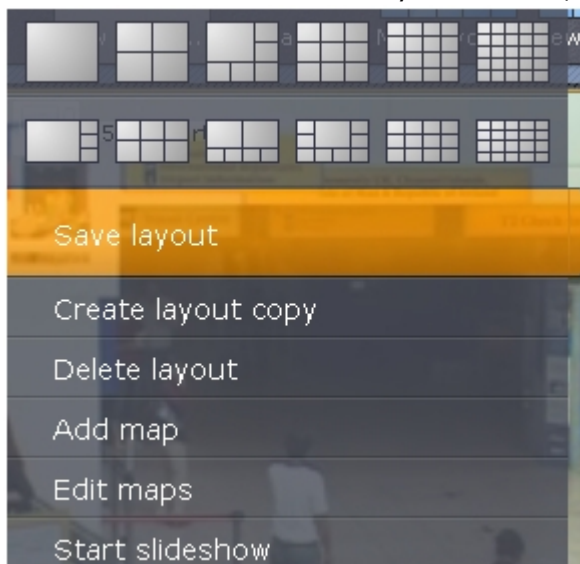 Save layout
Create layout copy
Delete layout
Add map
Edit maps
Start slideshow